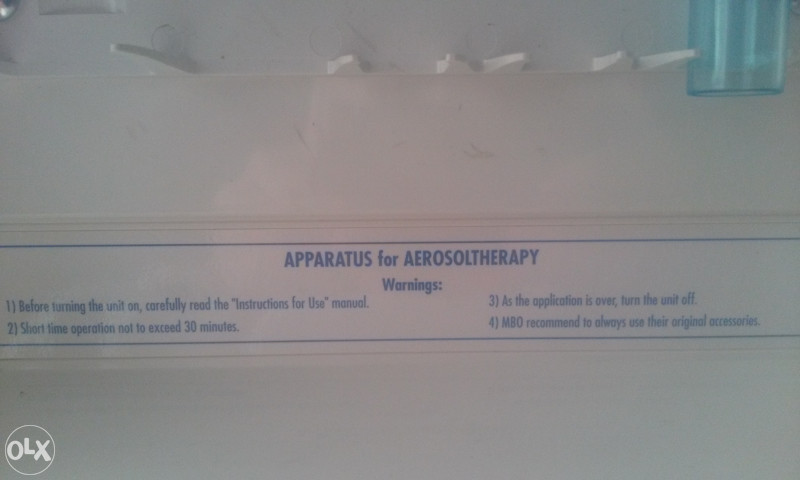 APPARATUS for AEROSOLTHERAPY
Warnings:
1) Before turning the unit on, carefully read the "Instructions for Use" manual.
2) Short time operation not to exceed 30 minutes.
3) As the application is over, turn the unit off.
4) MBO recommend to always use their original accessories.
OLX